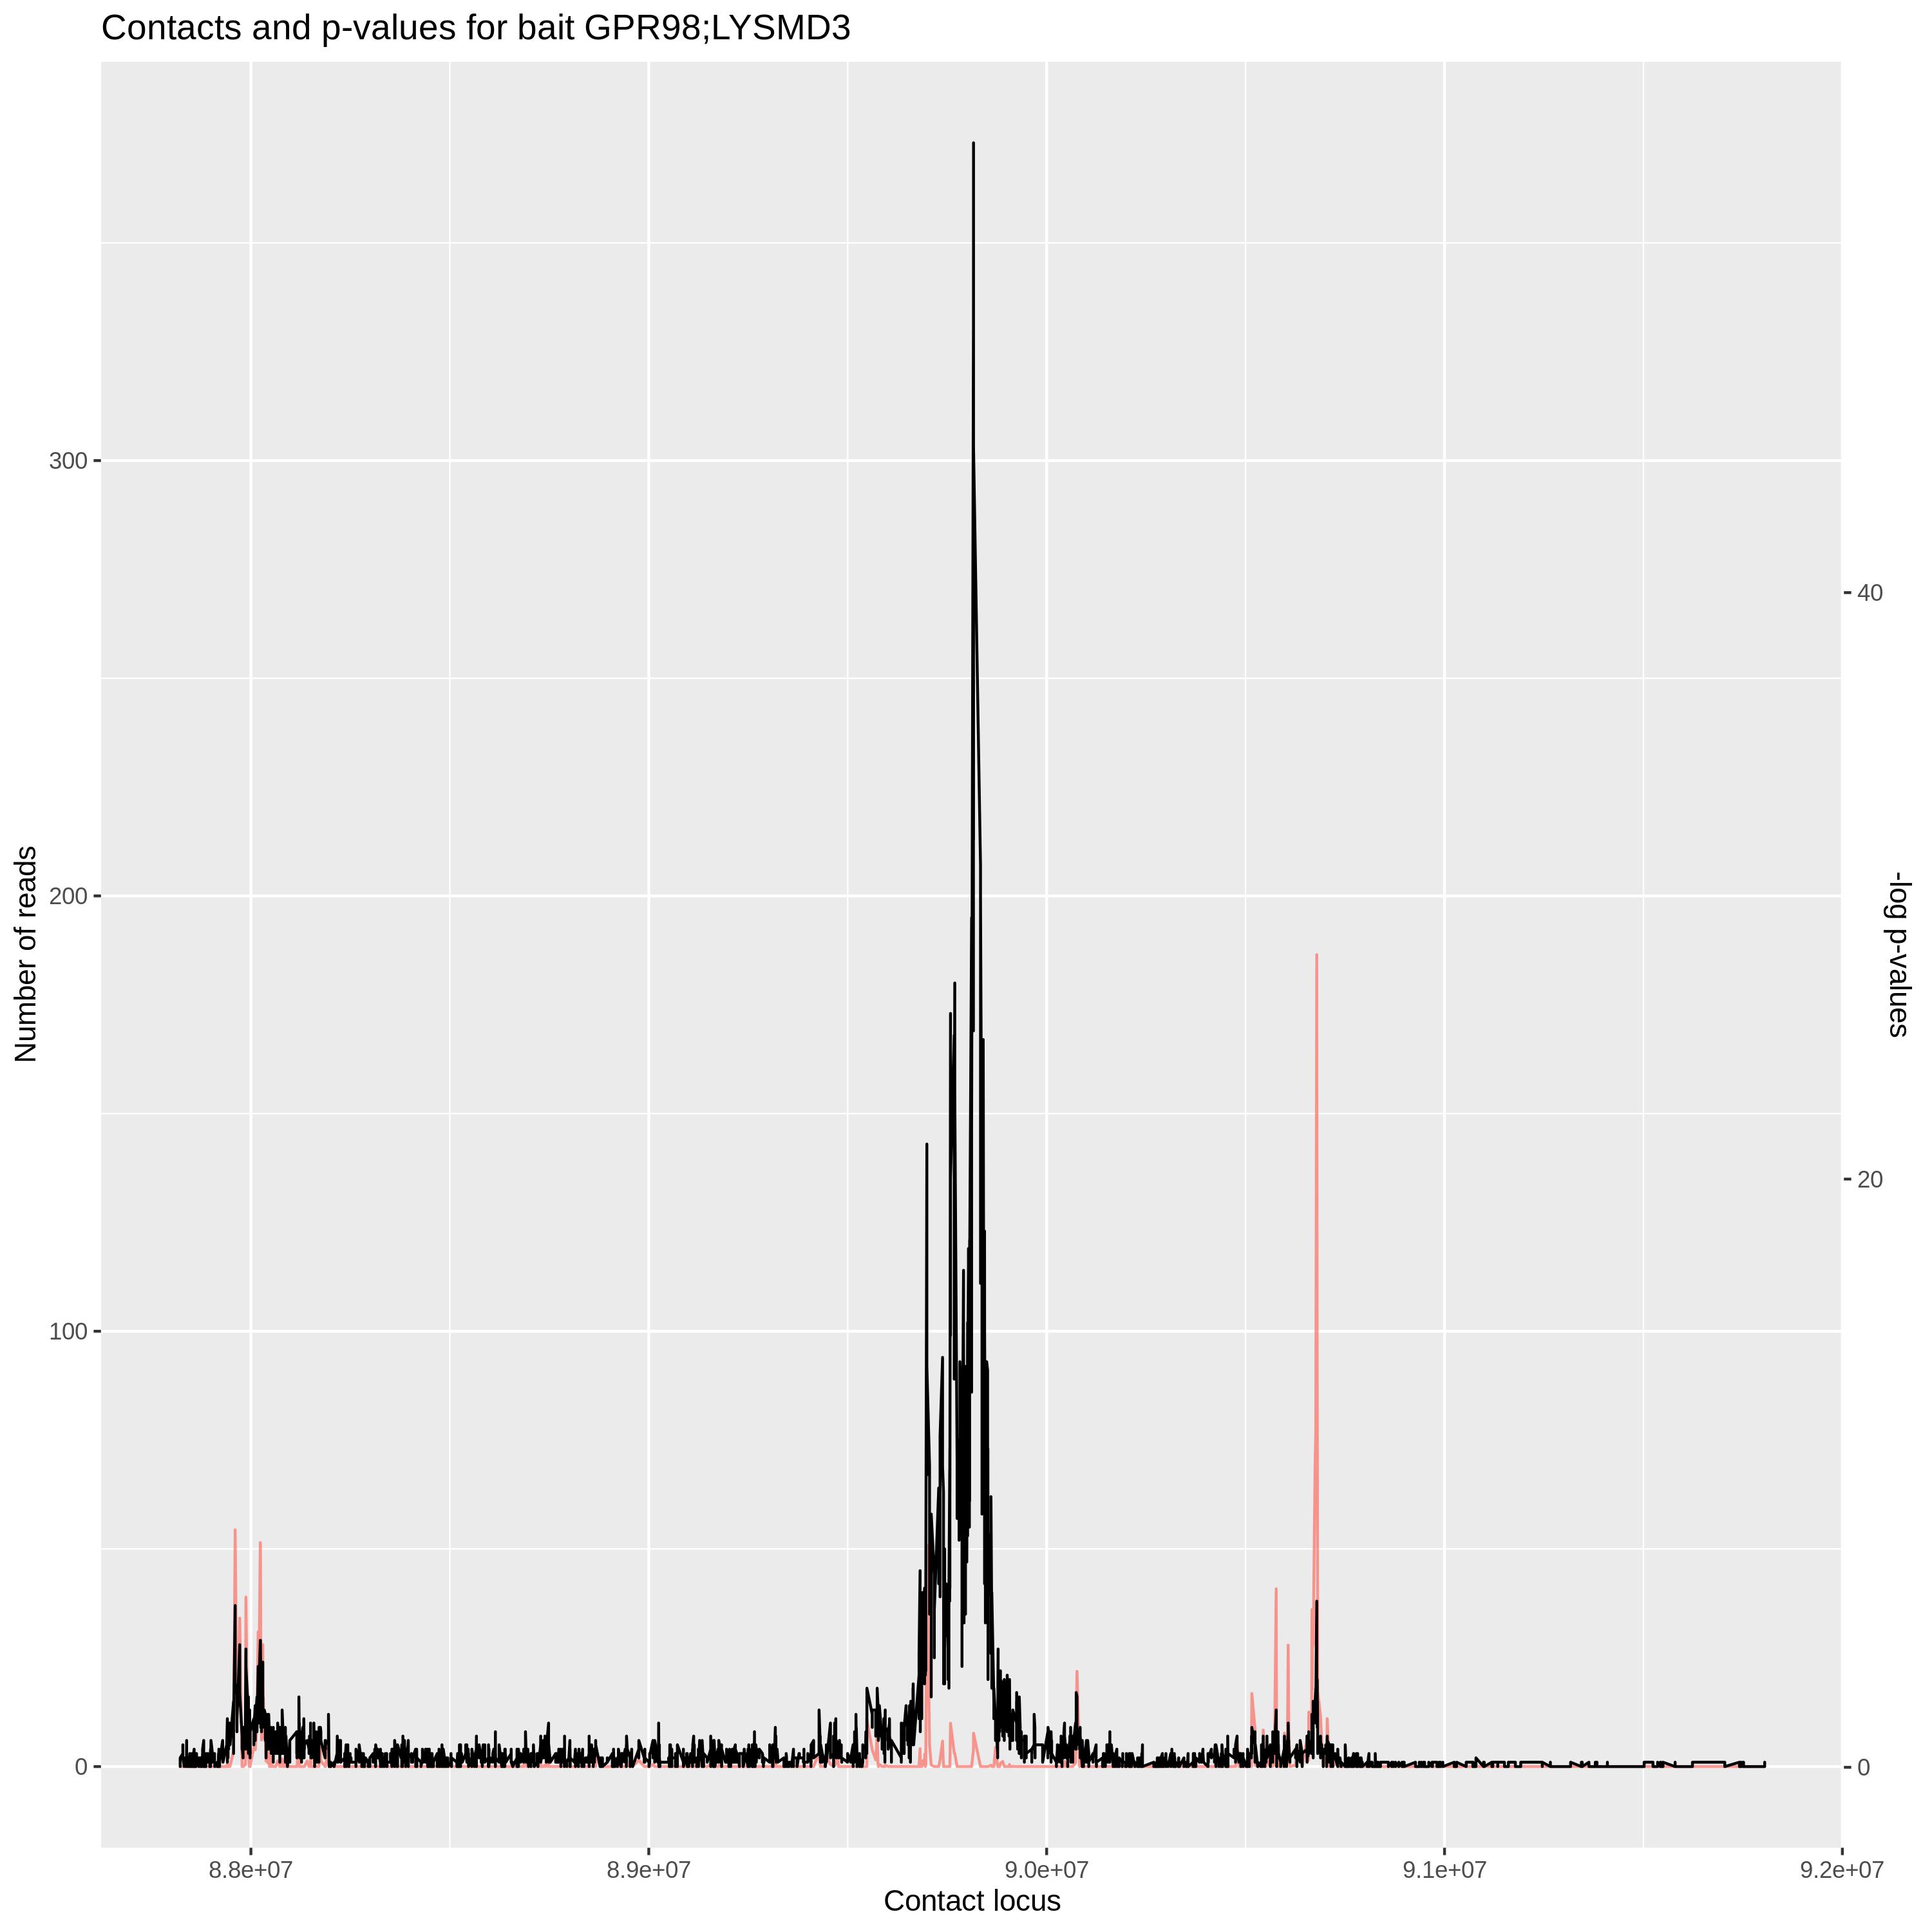 Contacts and p-values for bait GPR98;LYSMD3
Number of reads
300
200
100
0
40
20
0
-log p-values
8.8e+07
8.9e+07
9.0e+07
9.1e+07
9.2e+07
Contact locus